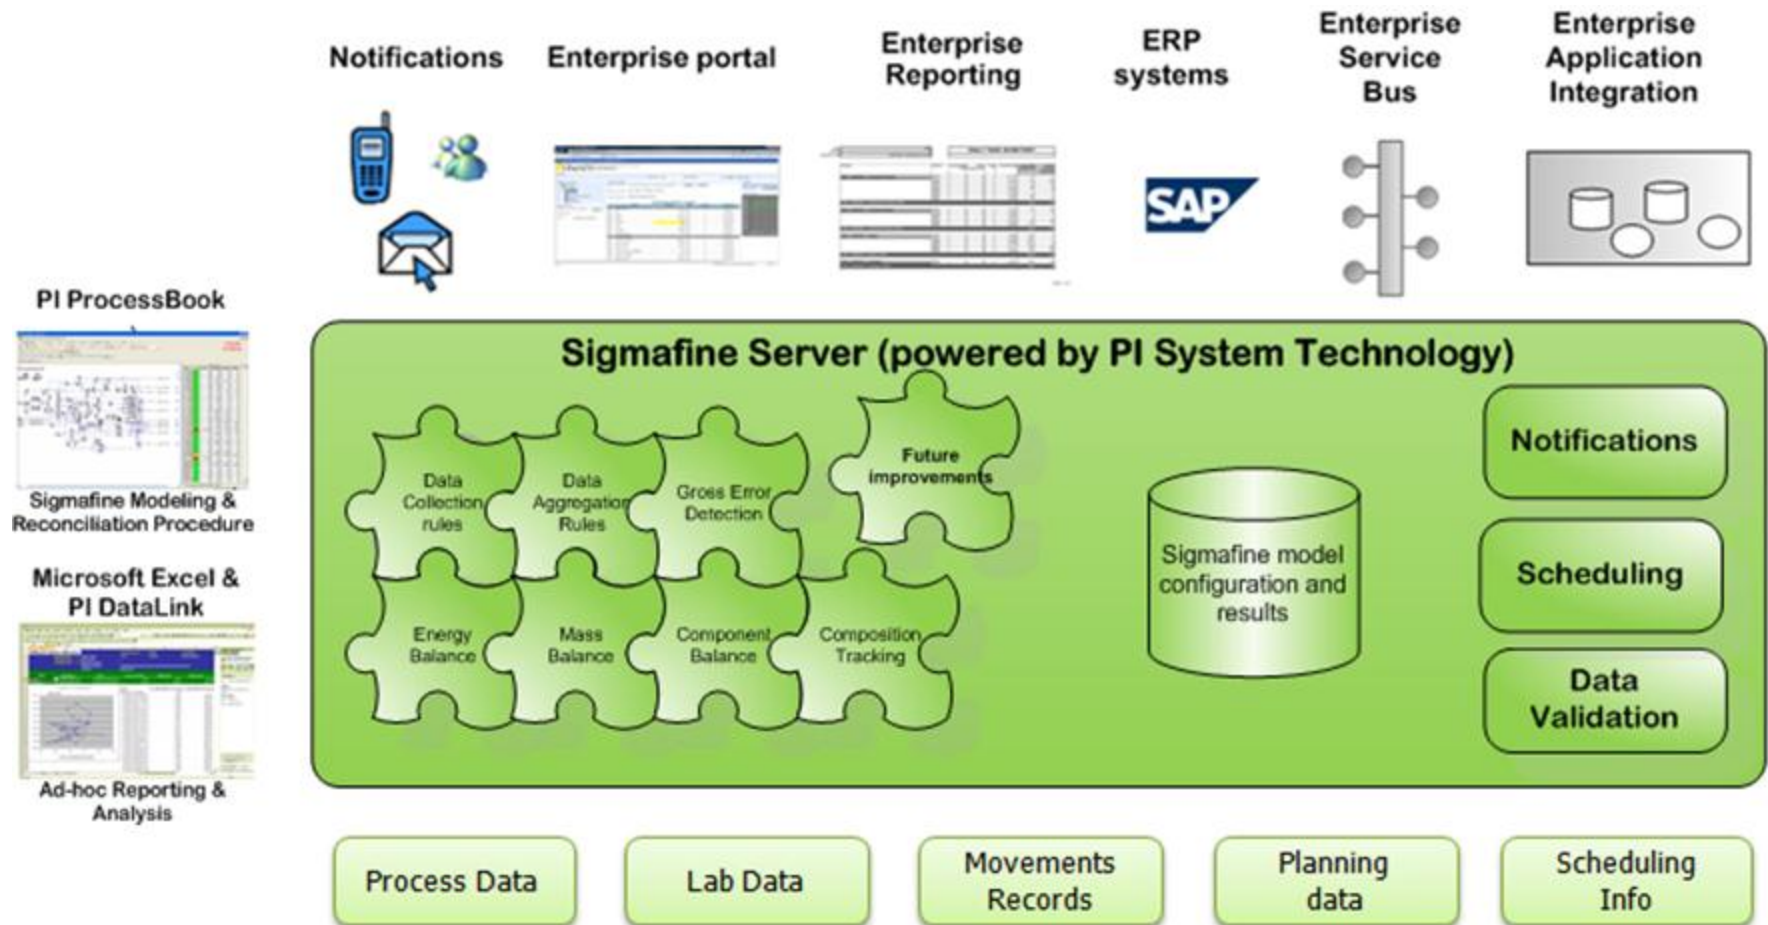 Notifications
Enterprise portal
Enterprise
Reporting
ERP
systems
Enterprise
Service
Bus
Enterprise
Application
Integration
SAP
PI ProcessBook
Sigmafine Modeling &
Reconciliation Procedure
Microsoft Excel &
PI DataLink
Ad-hoc Reporting &
Analysis
Sigmafine Server (powered by PI System Technology)
Data
Collection
rules
Data
Aggregation
Rules
Gross Error
Detection
Future
improvements
Energy
Balance
Mass
Balance
Component
Balance
Composition
Tracking
Sigmafine model
configuration and
results
Notifications
Scheduling
Data
Validation
Process Data
Lab Data
Movements
Records
Planning
data
Scheduling
Info